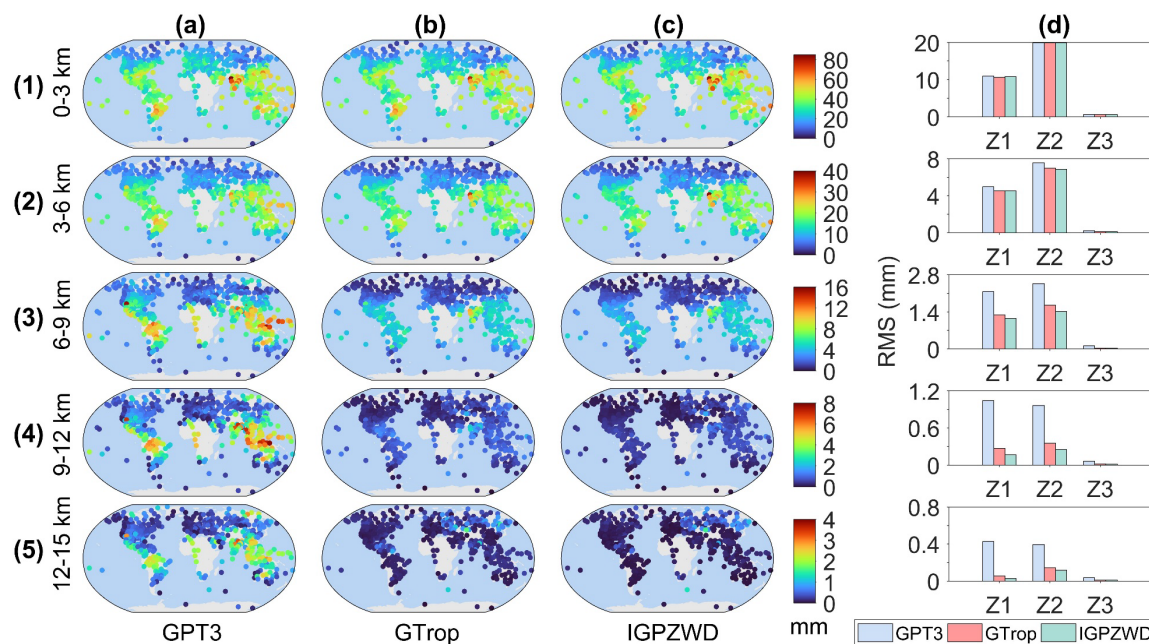 (a) (b) (c) (d)
(1) 0-3 km
80
60
40
20
0
20
10
0
Z1 Z2 Z3
(2) 3-6 km
40
30
20
10
0
8
4
0
Z1 Z2 Z3
(3) 6-9 km
16
12
8
4
0
2.8
1.4
0
Z1 Z2 Z3
RMS (mm)
(4) 9-12 km
8
6
4
2
0
1.2
0.6
0
Z1 Z2 Z3
(5) 12-15 km
4
3
2
1
0
0.8
0.4
0
Z1 Z2 Z3
GPT3 GTrop IGPZWD mm
GPT3 GTrop IGPZWD